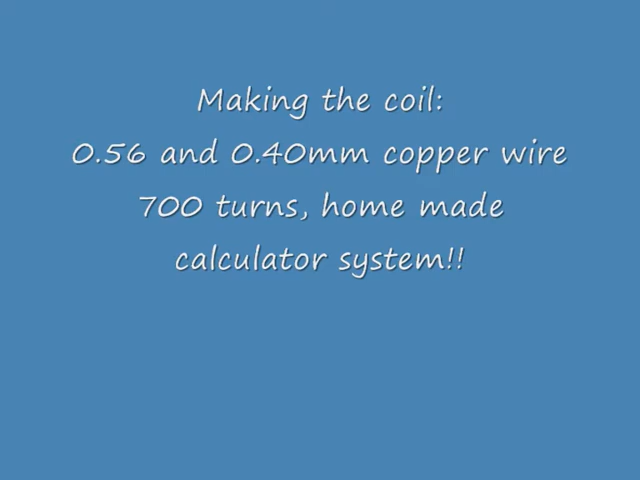 Making the coil:
0.56 and 0.40mm copper wire
700 turns, home made
calculator system!!